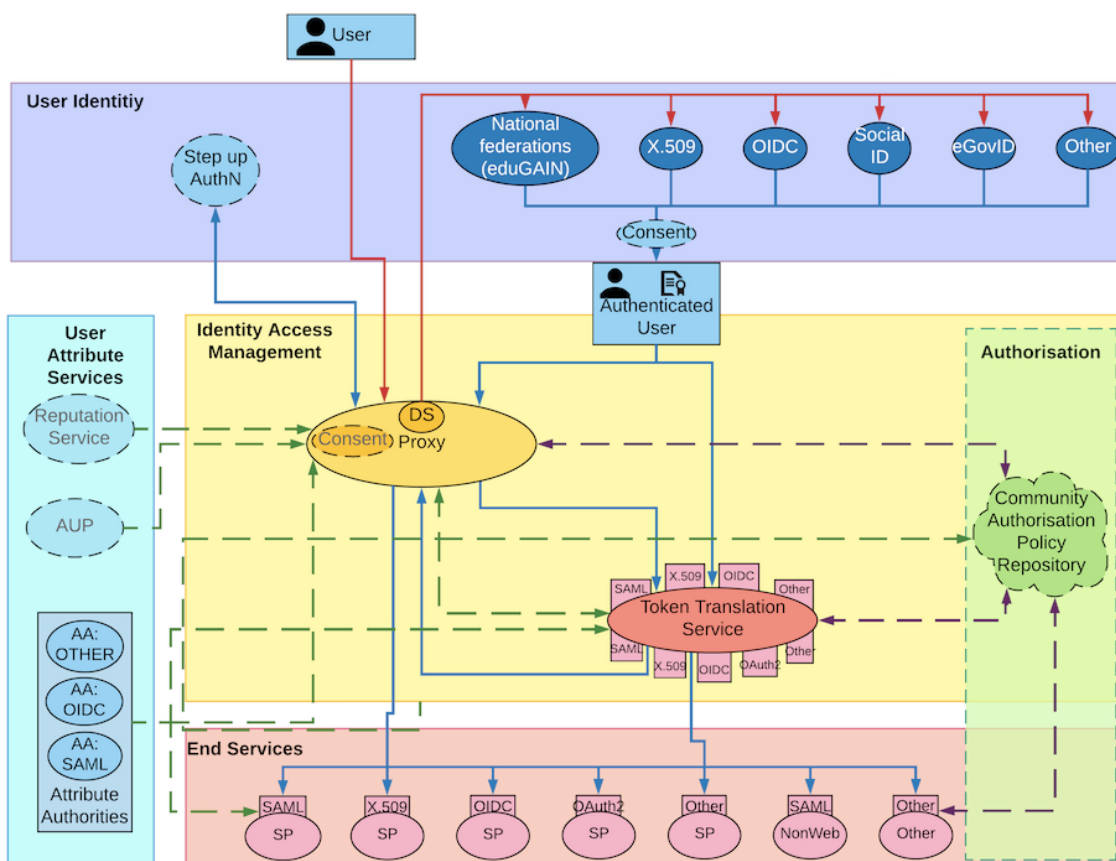 User
User Identitiy
National
federations
(eduGAIN)
X.509
OIDC
Social
ID
eGovID
Other
Step up
AuthN
Consent
Authenticated
User
User
Attribute
Services
Identity Access
Management
Authorisation
Reputation
Service
DS
Consent
Proxy
AUP
Community
Authorisation
Policy
Repository
SAML
X.509
OIDC
Other
Token Translation
Service
SAML
X.509
OIDC
OAuth2
Other
AA:
OTHER
AA:
OIDC
AA:
SAML
Attribute
Authorities
End Services
SAML
SP
X.509
SP
OIDC
SP
OAuth2
SP
Other
SP
SAML
NonWeb
Other
Other